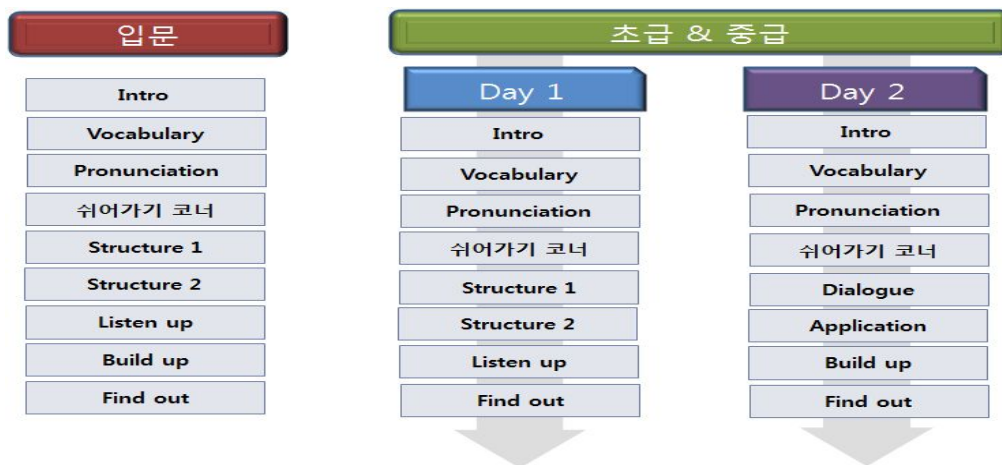 입문
Intro
Vocabulary
Pronunciation
쉬어가기 코너
Structure 1
Structure 2
Listen up
Build up
Find out
초급 & 중급
Day 1
Intro
Vocabulary
Pronunciation
쉬어가기 코너
Structure 1
Structure 2
Listen up
Find out
Day 2
Intro
Vocabulary
Pronunciation
쉬어가기 코너
Dialogue
Application
Build up
Find out